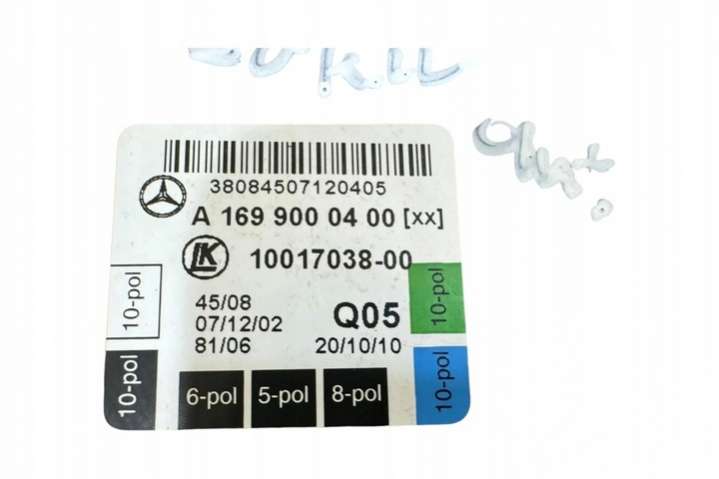 38084507120405
A 169 900 04 00 [xx]
LK 10017038-00
10-pol 45/08 Q05 10-pol
07/12/02
81/06 20/10/10
10-pol 6-pol 5-pol 8-pol 10-pol